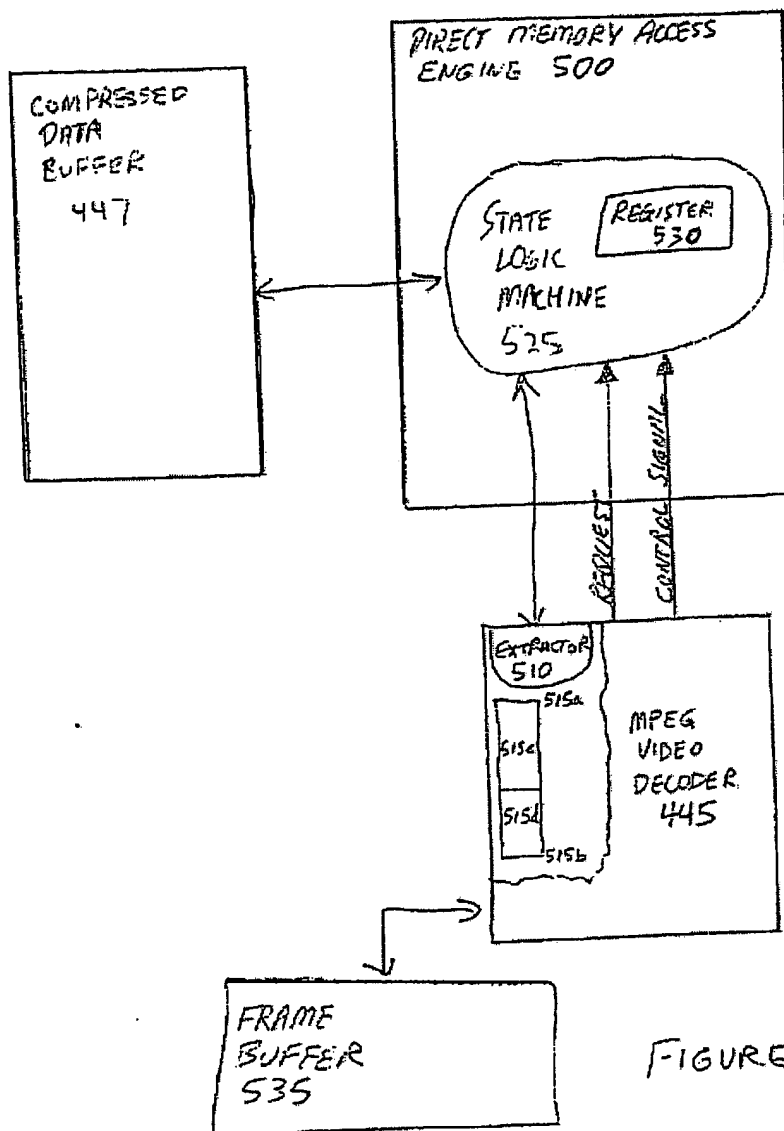 DIRECT MEMORY ACCESS
ENGINE 500
COMPRESSED
DATA
BUFFER
447
STATE
LOGIC
MACHINE
525
REGISTER
530
REQUEST
CONTROL SIGNAL
EXTRACTOR
510
515a
515c
515d
515b
MPEG
VIDEO
DECODER
445
FRAME
BUFFER
535
FIGURE